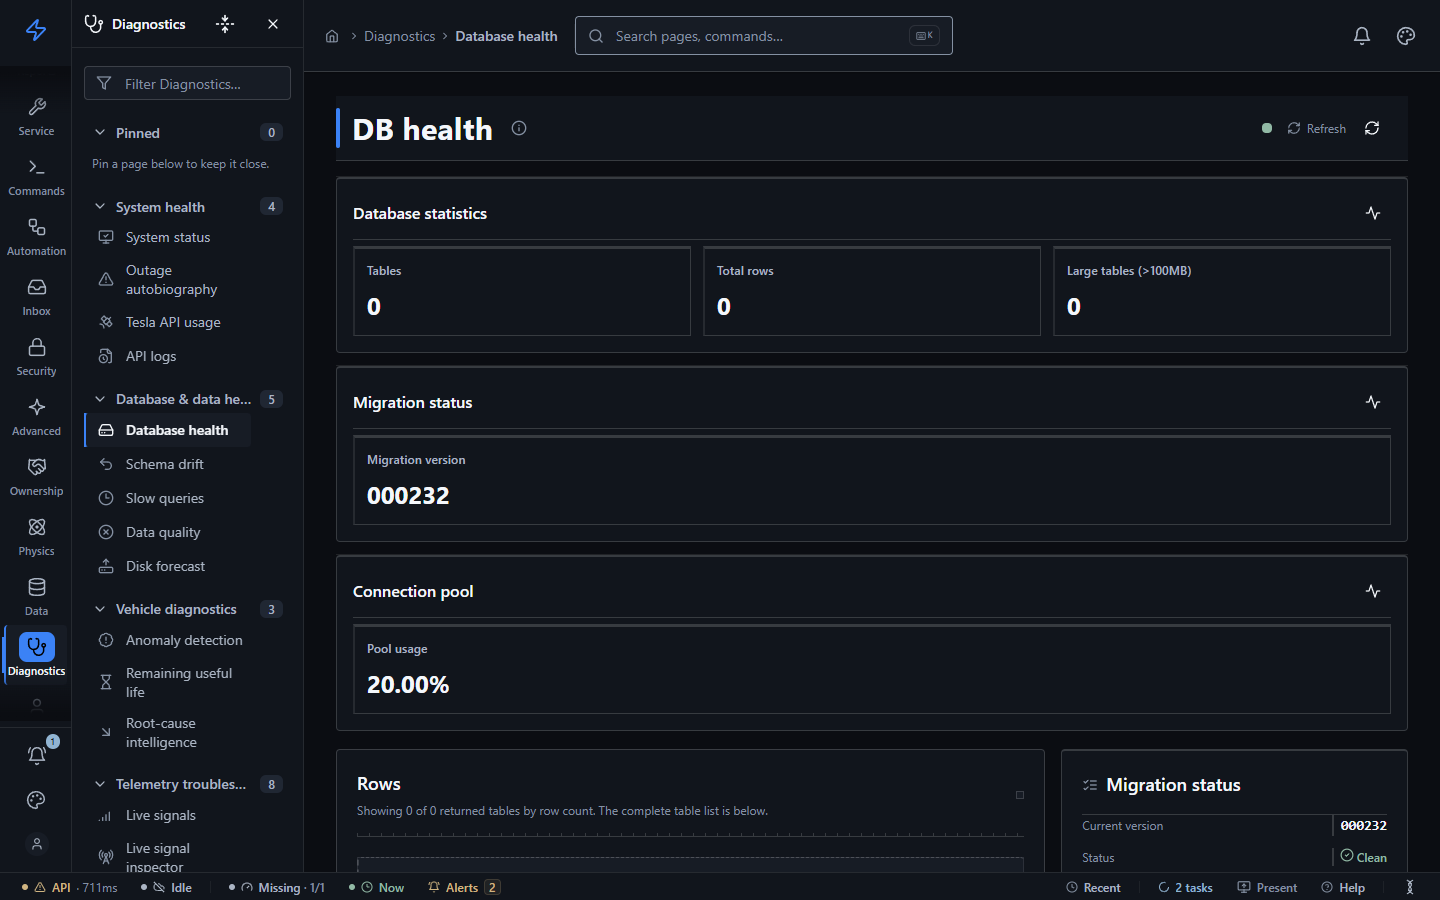 Diagnostics
Diagnostics
Database health
Search pages, commands...
K
Service
Commands
Automation
Inbox
Security
Advanced
Ownership
Physics
Data
Diagnostics
1
Filter Diagnostics...
Pinned
0
Pin a page below to keep it close.
System health
4
System status
Outage
autobiography
Tesla API usage
API logs
Database & data he...
5
Database health
Schema drift
Slow queries
Data quality
Disk forecast
Vehicle diagnostics
3
Anomaly detection
Remaining useful
life
Root-cause
intelligence
Telemetry troubles...
8
Live signals
Live signal
inspector
DB health
Refresh
Database statistics
Tables
0
Total rows
0
Large tables (>100MB)
0
Migration status
Migration version
000232
Connection pool
Pool usage
20.00%
Rows
Showing 0 of 0 returned tables by row count. The complete table list is below.
Migration status
Current version
000232
Status
Clean
API · 711ms
Idle
Missing · 1/1
Now
Alerts 2
Recent
2 tasks
Present
Help